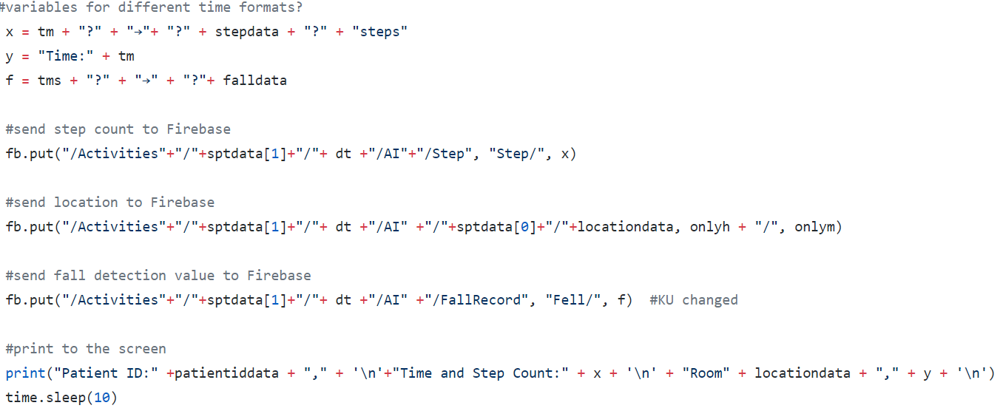 #variables for different time formats?
x = tm + "?" + "→"+ "?" + stepdata + "?" + "steps"
y = "Time:" + tm
f = tms + "?" + "→" + "?"+ falldata
#send step count to Firebase
fb.put("/Activities"+"/"+sptdata[1]+"/"+ dt +"/AI"+"/Step", "Step/", x)
#send location to Firebase
fb.put("/Activities"+"/"+sptdata[1]+"/"+ dt +"/AI" +"/"+sptdata[0]+"/"+locationdata, onlyh + "/", onlym)
#send fall detection value to Firebase
fb.put("/Activities"+"/"+sptdata[1]+"/"+ dt +"/AI" +"/FallRecord", "Fell/", f)  #KU changed
#print to the screen
print("Patient ID:" +patientiddata + "," + '\n'+"Time and Step Count:" + x + '\n' + "Room" + locationdata + "," + y + '\n')
time.sleep(10)